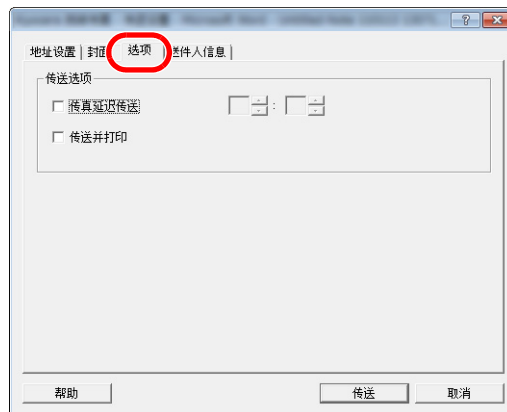 地址设置 封面 选项 送件人信息
传送选项
传真延迟传送 :
传送并打印
帮助 传送 取消